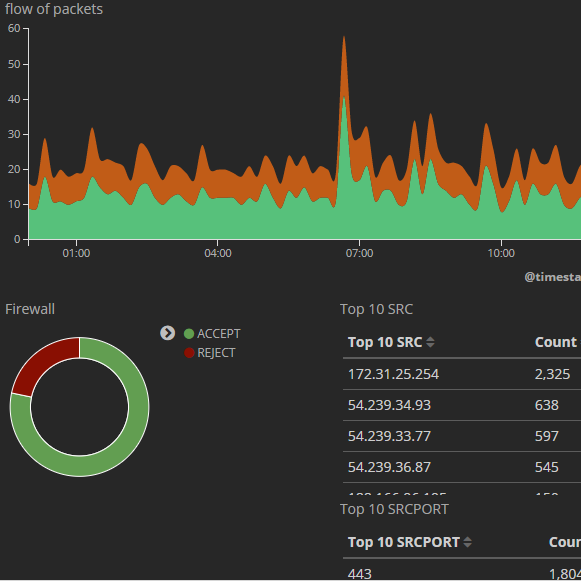 flow of packets
60
50
40
30
20
10
0
01:00 04:00 07:00 10:00
@timesta
Firewall
ACCEPT
REJECT
Top 10 SRC
Top 10 SRC Count
172.31.25.254 2,325
54.239.34.93 638
54.239.33.77 597
54.239.36.87 545
Top 10 SRCPORT
Top 10 SRCPORT Coun
443 1,804